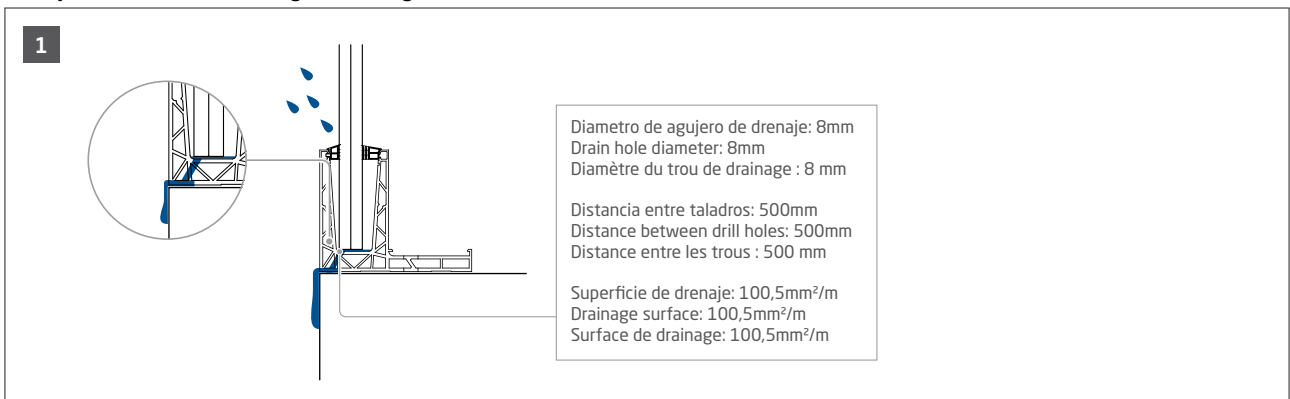 1
Diametro de agujero de drenaje: 8mm
Drain hole diameter: 8mm
Diamètre du trou de drainage : 8 mm
Distancia entre taladros: 500mm
Distance between drill holes: 500mm
Distance entre les trous : 500 mm
Superficie de drenaje: 100,5mm²/m
Drainage surface: 100,5mm²/m
Surface de drainage: 100,5mm²/m